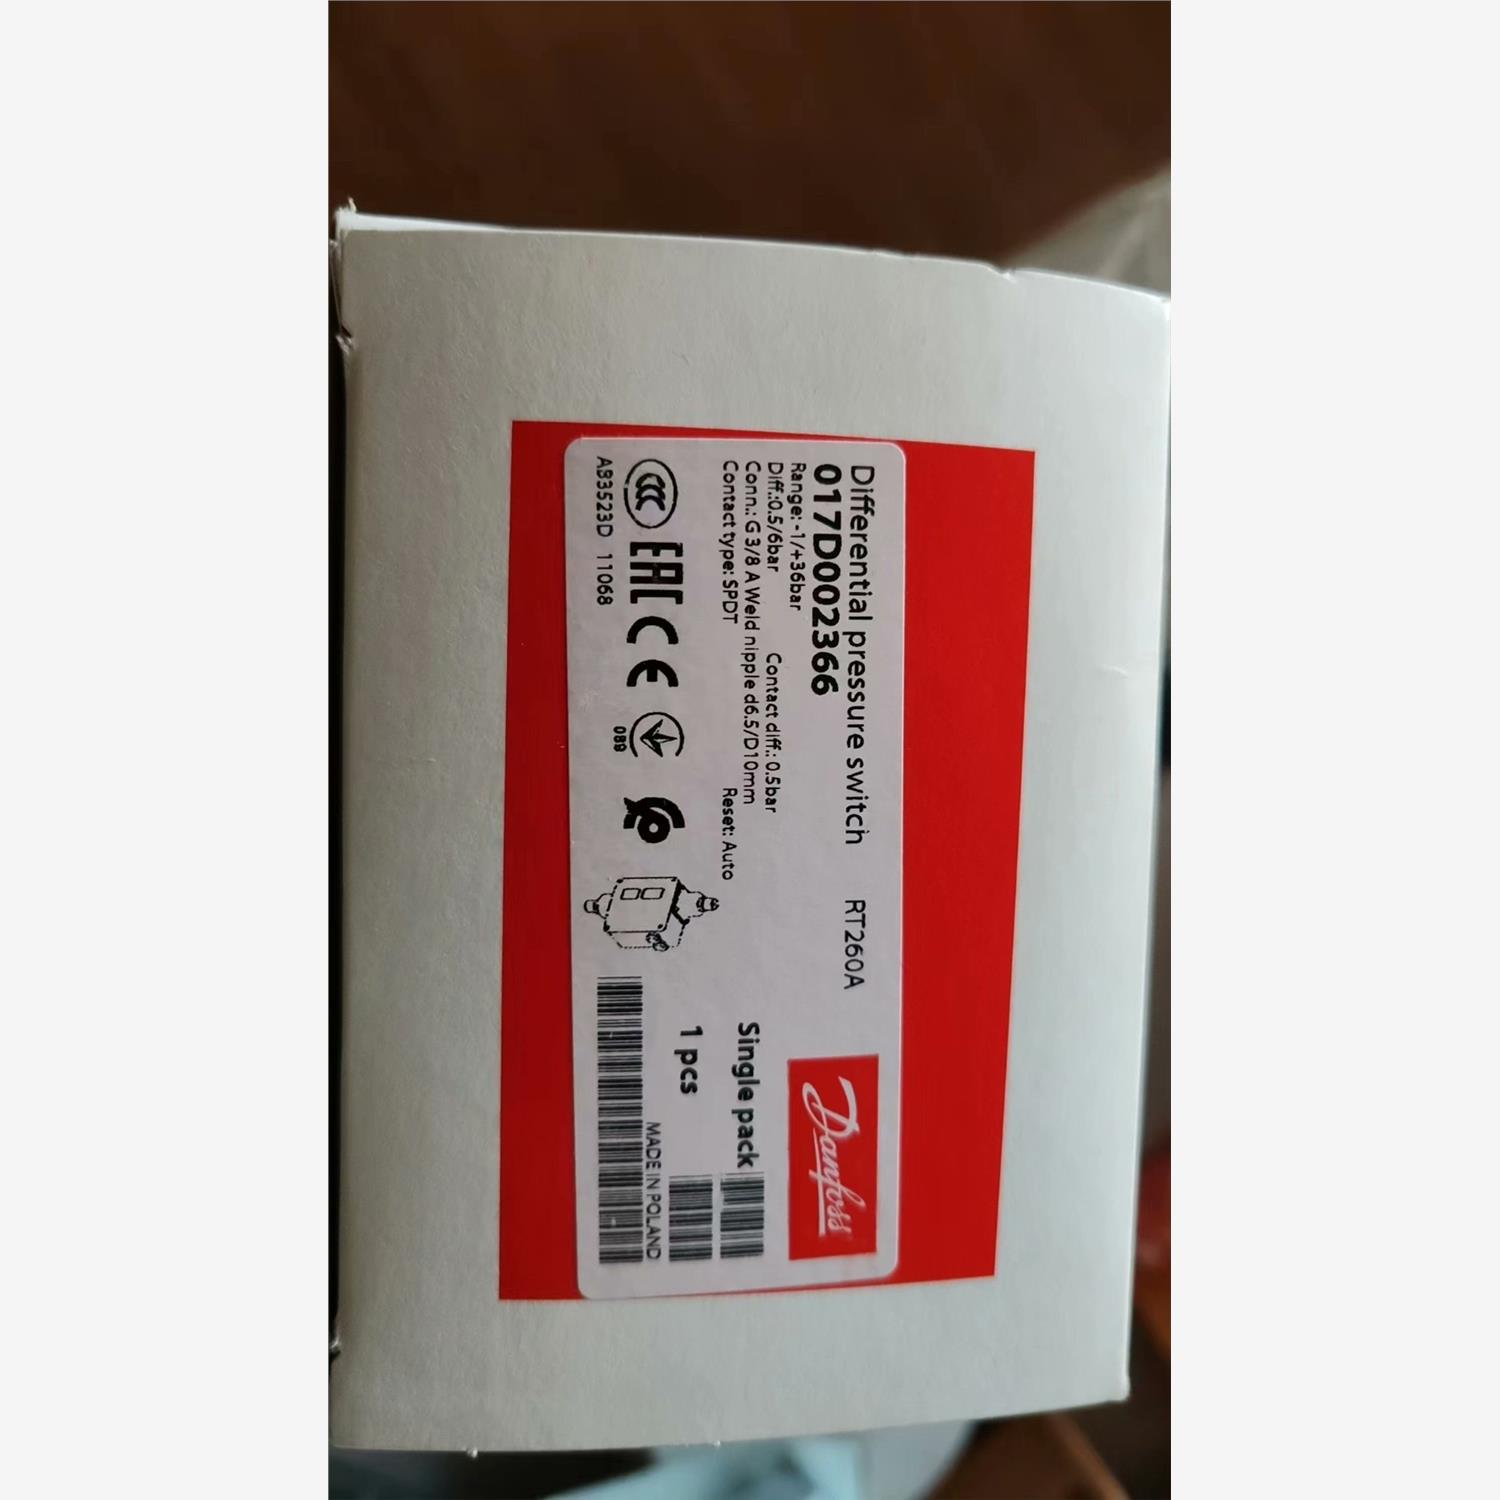 Differential pressure switch RT260A
017D002366
Range: -1/+36bar
Diff.:0.5/6bar Contact diff.: 0.5bar
Conn.: G 3/8 A Weld nipple d6.5/D10mm
Contact type: SPDT Reset: Auto
EAC CE
089
A83523D 11068
Danfoss
Single pack
1 pcs
MADE IN POLAND